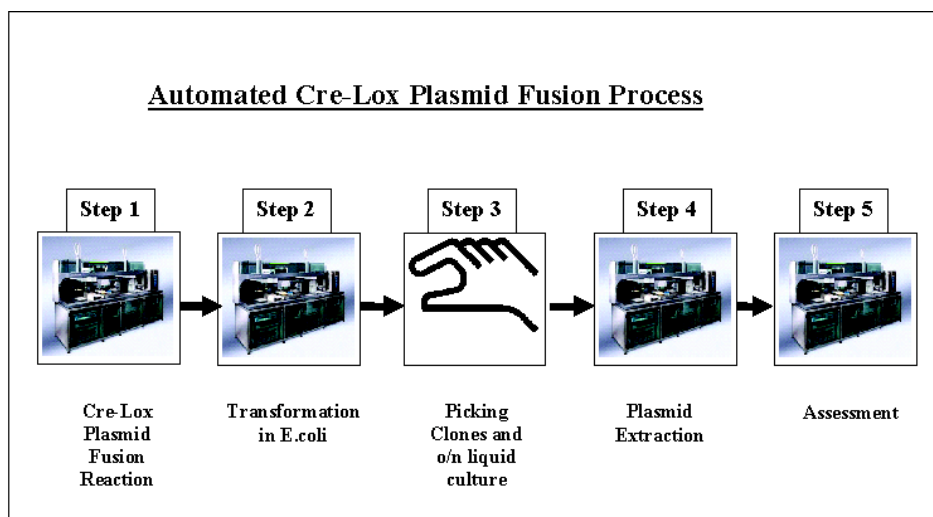 Automated Cre-Lox Plasmid Fusion Process
Step 1
Step 2
Step 3
Step 4
Step 5
Cre-Lox
Plasmid
Fusion
Reaction
Transformation
in E.coli
Picking
Clones and
o/n liquid
culture
Plasmid
Extraction
Assessment